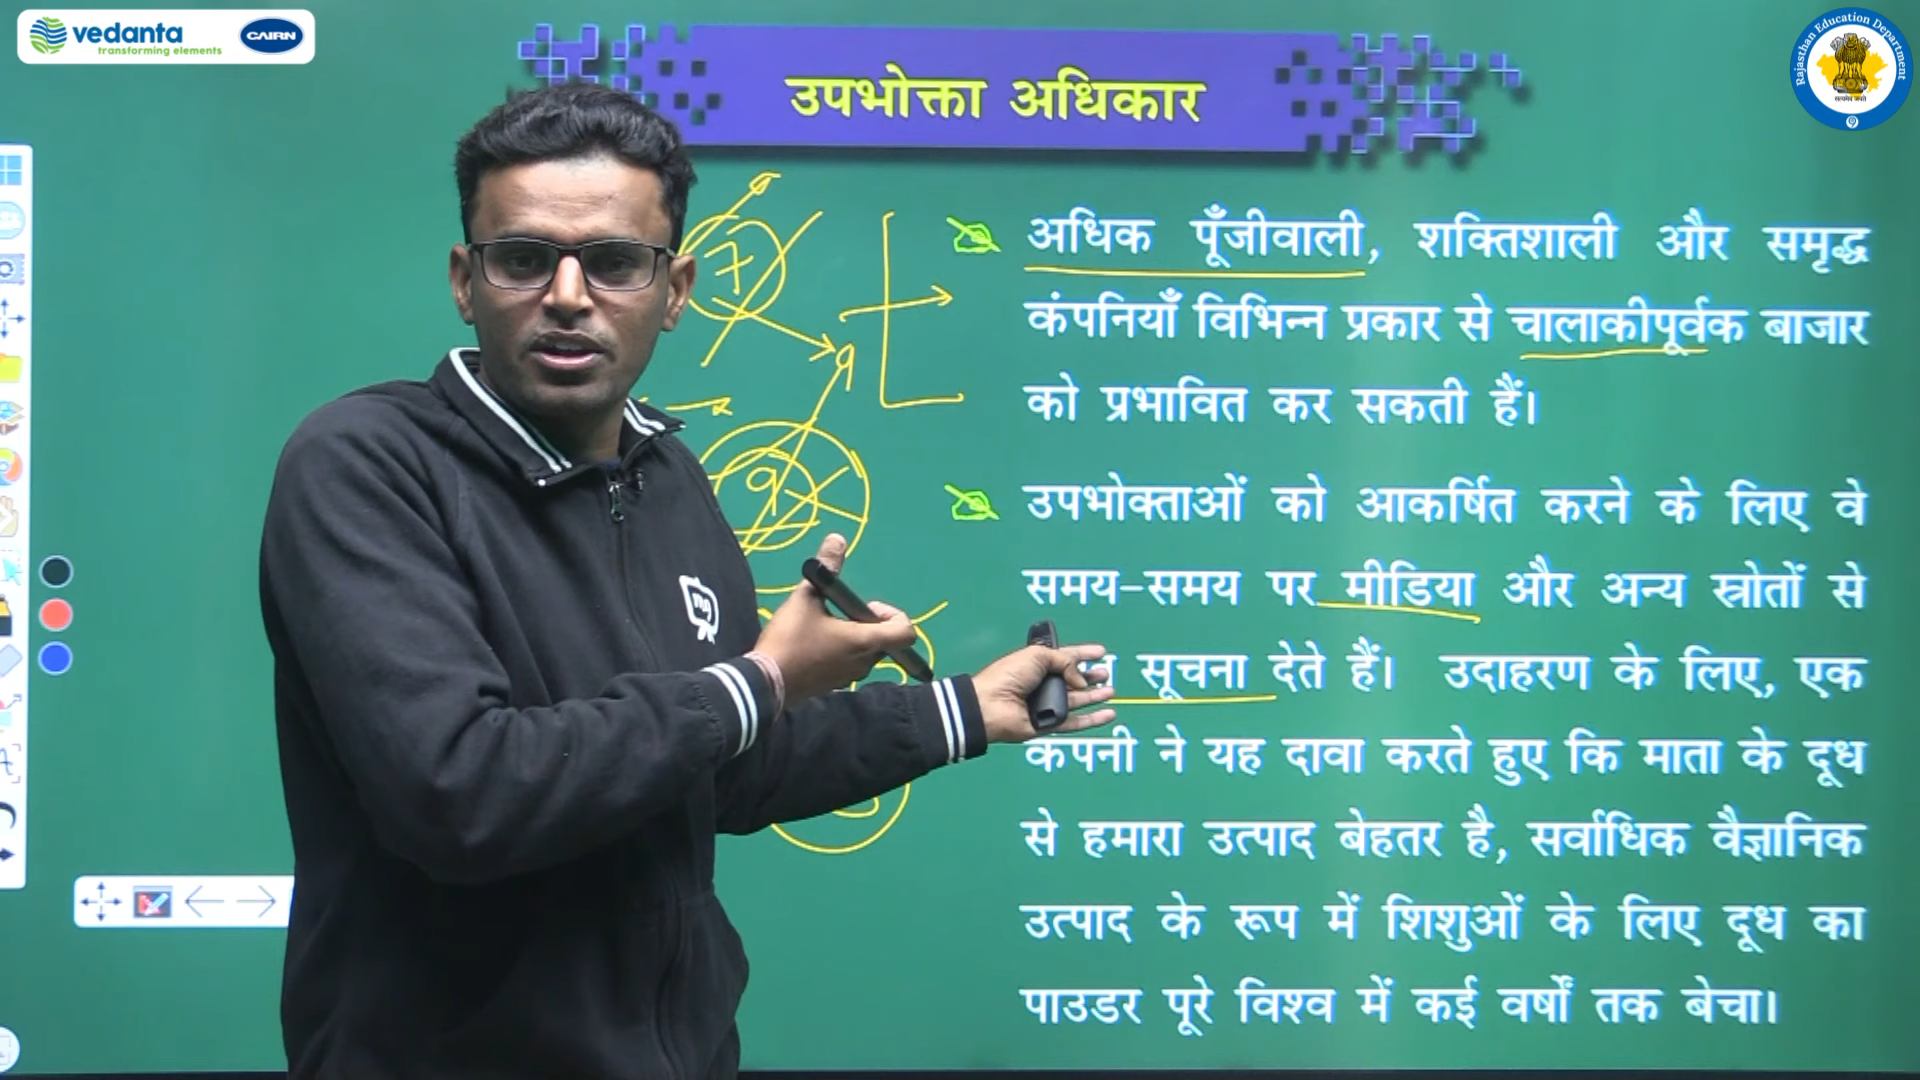 vedanta
transforming elements
CAIRN
Rajasthan Education Department
उपभोक्ता अधिकार
अधिक पूँजीवाली, शक्तिशाली और समृद्ध
कंपनियाँ विभिन्न प्रकार से चालाकीपूर्वक बाजार
को प्रभावित कर सकती हैं।
उपभोक्ताओं को आकर्षित करने के लिए वे
समय-समय पर मीडिया और अन्य स्रोतों से
सूचना देते हैं। उदाहरण के लिए, एक
कंपनी ने यह दावा करते हुए कि माता के दूध
से हमारा उत्पाद बेहतर है, सर्वाधिक वैज्ञानिक
उत्पाद के रूप में शिशुओं के लिए दूध का
पाउडर पूरे विश्व में कई वर्षों तक बेचा।